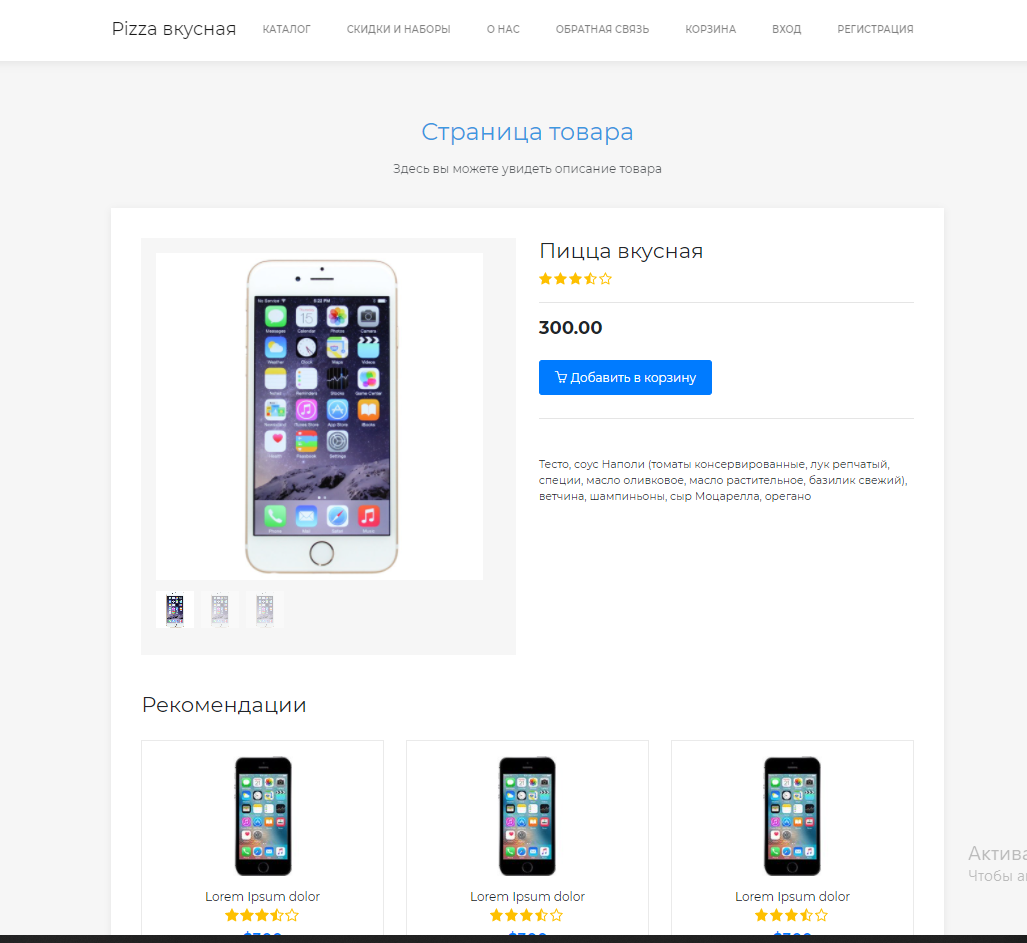 Pizza вкусная
КАТАЛОГ
СКИДКИ И НАБОРЫ
О НАС
ОБРАТНАЯ СВЯЗЬ
КОРЗИНА
ВХОД
РЕГИСТРАЦИЯ
Страница товара
Здесь вы можете увидеть описание товара
Пицца вкусная
300.00
Добавить в корзину
Тесто, соус Наполи (томаты консервированные, лук репчатый,
специи, масло оливковое, масло растительное, базилик свежий),
ветчина, шампиньоны, сыр Моцарелла, орегано
Рекомендации
Lorem Ipsum dolor
Lorem Ipsum dolor
Lorem Ipsum dolor